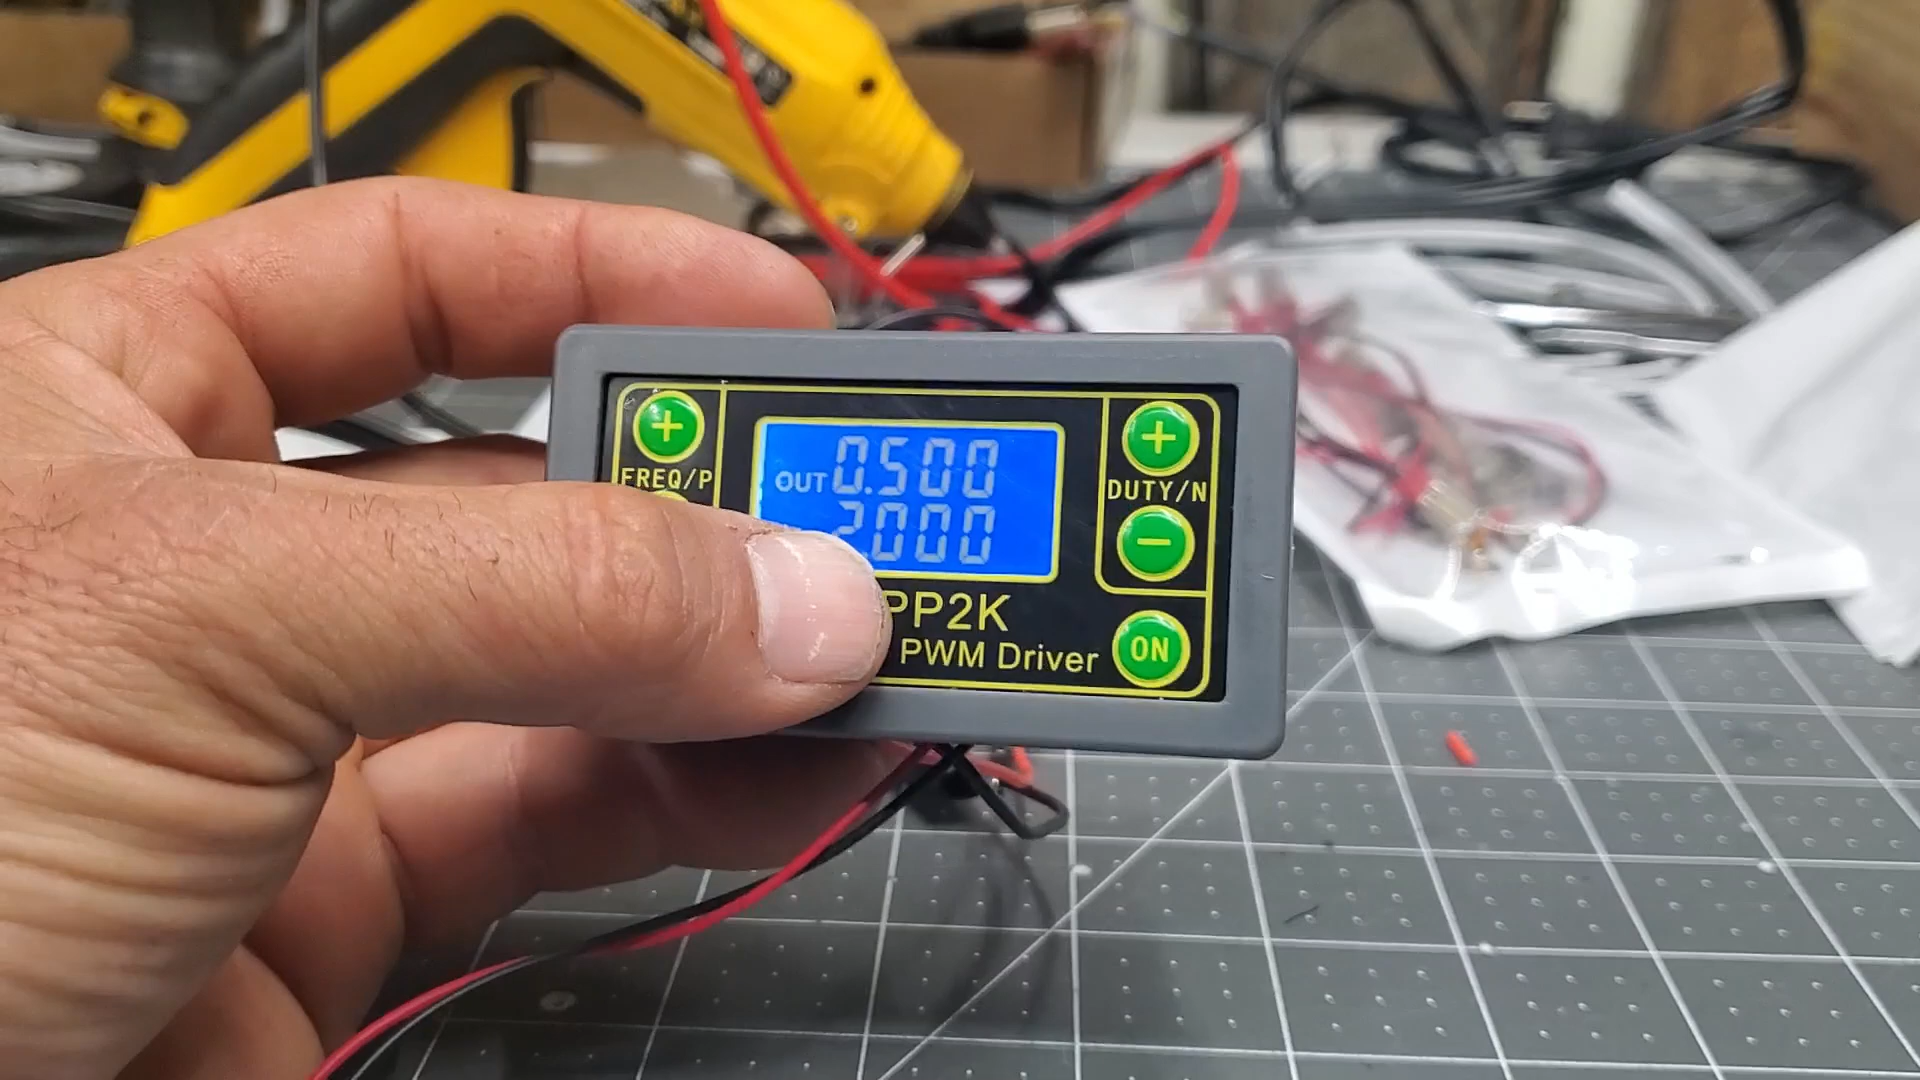 OUT 0.500
2000
FREQ/P
DUTY/N
PP2K
PWM Driver
ON